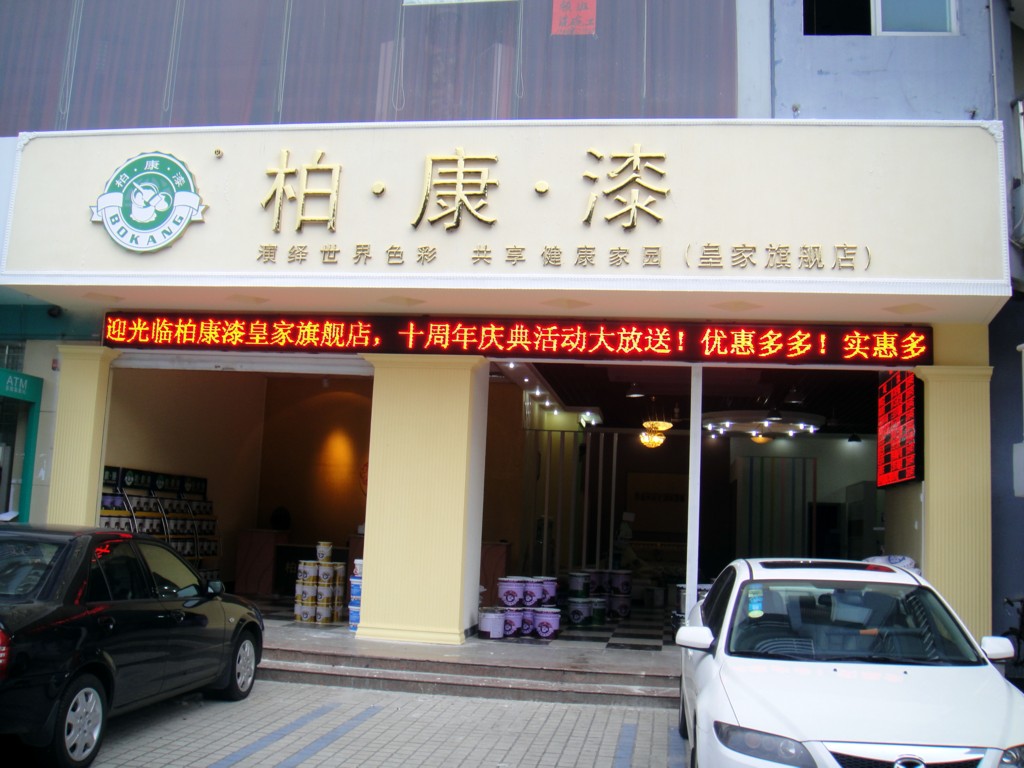 柏·康·漆
BOKANG
柏·康·漆
演绎世界色彩 共享健康家园(皇家旗舰店)
迎光临柏康漆皇家旗舰店，十周年庆典活动大放送！优惠多多！实惠多
ATM